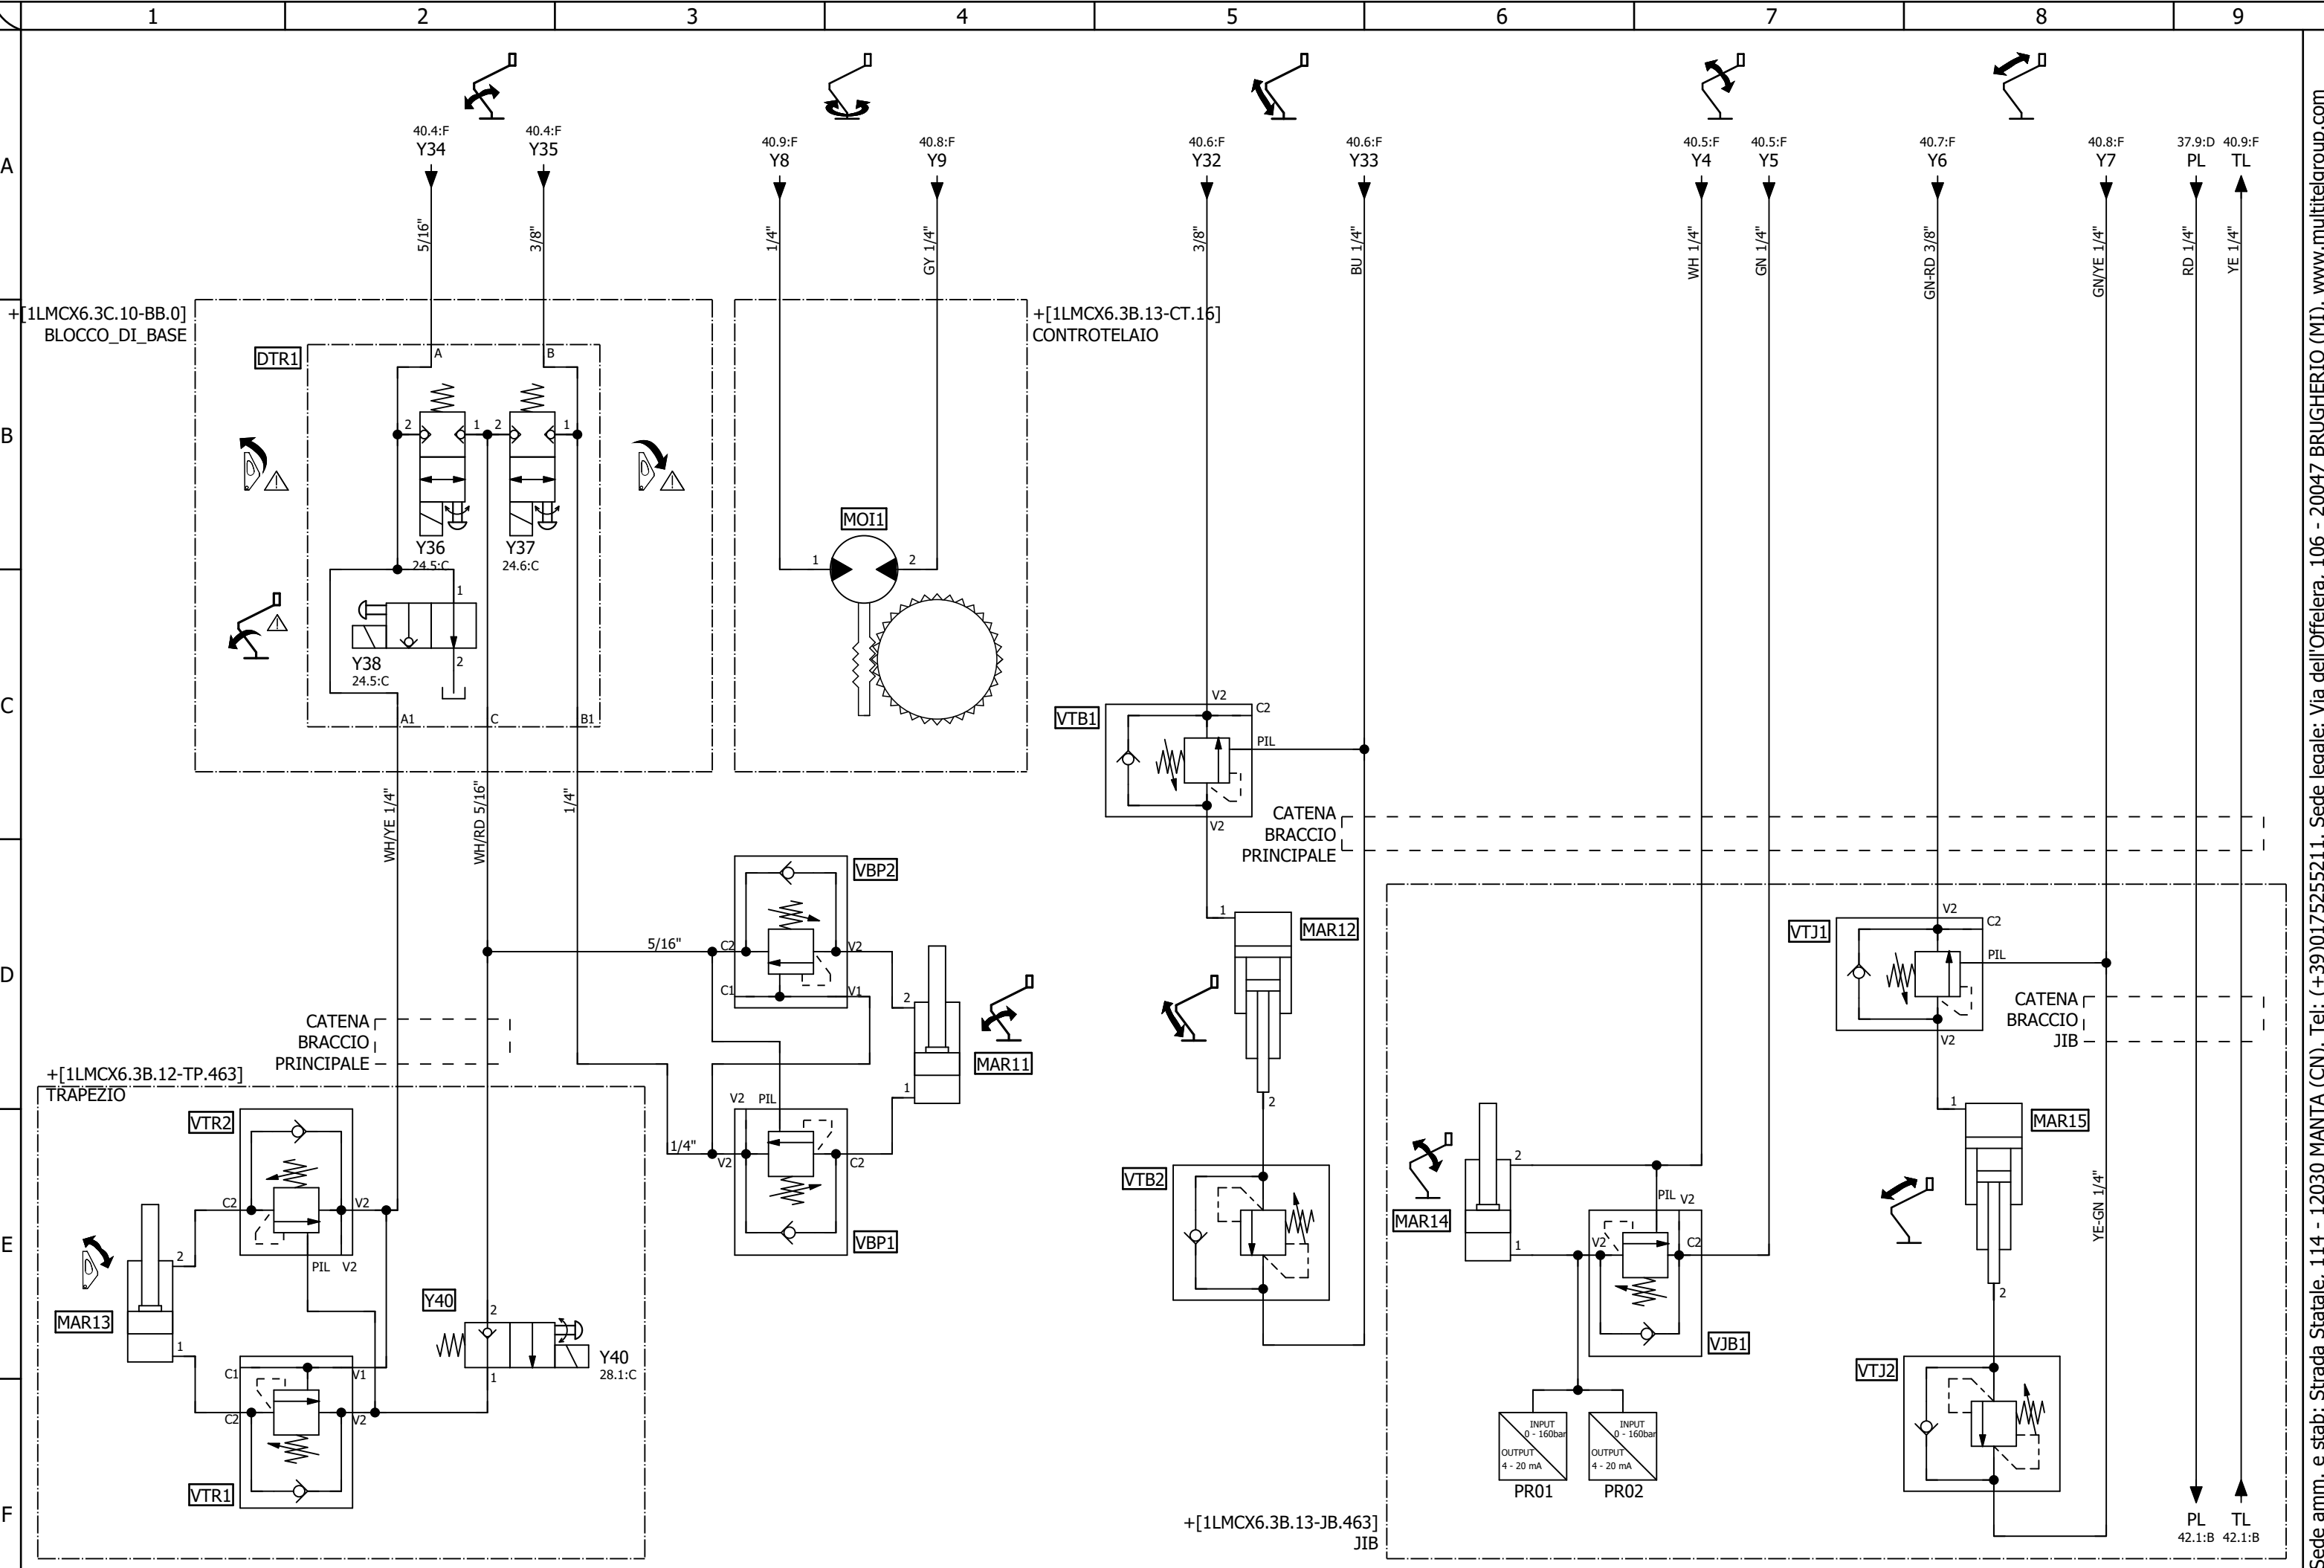 1 2 3 4 5 6 7 8 9
A
B
C
D
E
F
40.4:F
Y34
40.4:F
Y35
40.9:F
Y8
40.8:F
Y9
40.6:F
Y32
40.6:F
Y33
40.5:F
Y4
40.5:F
Y5
40.7:F
Y6
40.8:F
Y7
37.9:D
PL
40.9:F
TL
5/16"
3/8"
1/4"
GY 1/4"
3/8"
BU 1/4"
WH 1/4"
GN 1/4"
GN-RD 3/8"
GN/YE 1/4"
RD 1/4"
YE 1/4"
+[1LMCX6.3C.10-BB.0]
BLOCCO_DI_BASE
DTR1
A
B
2 1 2 1
Y36
24.5:C
Y37
24.6:C
1
2
Y38
24.5:C
A1
C
B1
+[1LMCX6.3B.13-CT.16]
CONTROTELAIO
MOI1
1
2
VTB1
V2
C2
PIL
V2
CATENA
BRACCIO
PRINCIPALE
WH/YE 1/4"
WH/RD 5/16"
1/4"
VBP2
5/16"
C2
V2
C1
V1
2
1
MAR11
V2 PIL
1/4"
V2
C2
VBP1
1
MAR12
2
VTB2
VTJ1
V2
C2
PIL
V2
CATENA
BRACCIO
JIB
CATENA
BRACCIO
PRINCIPALE
+[1LMCX6.3B.12-TP.463]
TRAPEZIO
VTR2
C2
V2
PIL V2
2
1
MAR13
Y40
2
1
Y40
28.1:C
C1
V1
C2
V2
VTR1
2
1
MAR14
PIL V2
V2
C2
VJB1
INPUT
0 - 160bar
OUTPUT
4 - 20 mA
PR01
INPUT
0 - 160bar
OUTPUT
4 - 20 mA
PR02
1
MAR15
2
YE-GN 1/4"
VTJ2
+[1LMCX6.3B.13-JB.463]
JIB
PL
42.1:B
TL
42.1:B
amm. e stab: Strada Statale, 114 - 12030 MANTA (CN). Tel: (+39)0175255211. Sede legale: Via dell'Offelera, 106 - 20047 BRUGHERIO (MI). www.multitelgroup.com